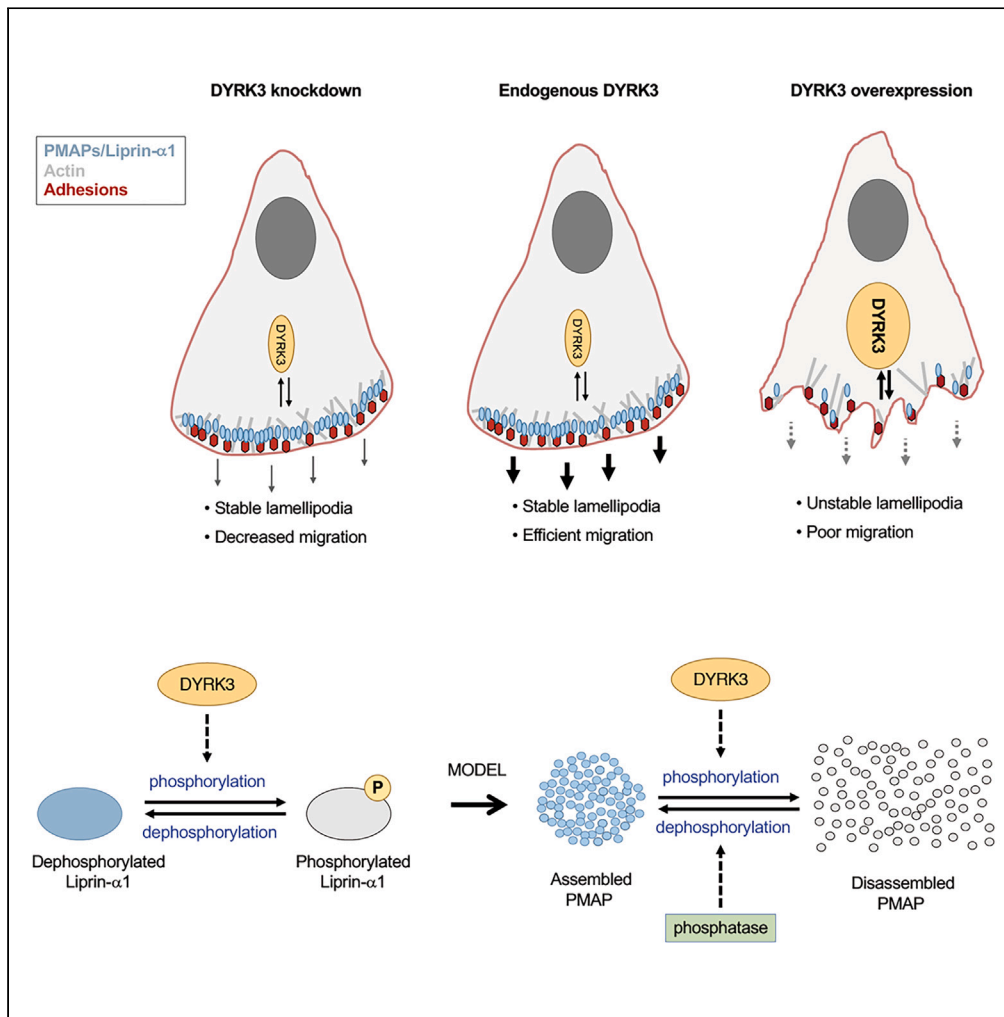 DYRK3 knockdown
Endogenous DYRK3
DYRK3 overexpression
PMAPs/Liprin-α1
Actin
Adhesions
DYRK3
DYRK3
DYRK3
• Stable lamellipodia
• Decreased migration
• Stable lamellipodia
• Efficient migration
• Unstable lamellipodia
• Poor migration
DYRK3
phosphorylation
dephosphorylation
P
Dephosphorylated
Liprin-α1
Phosphorylated
Liprin-α1
MODEL
DYRK3
phosphorylation
dephosphorylation
Assembled
PMAP
Disassembled
PMAP
phosphatase